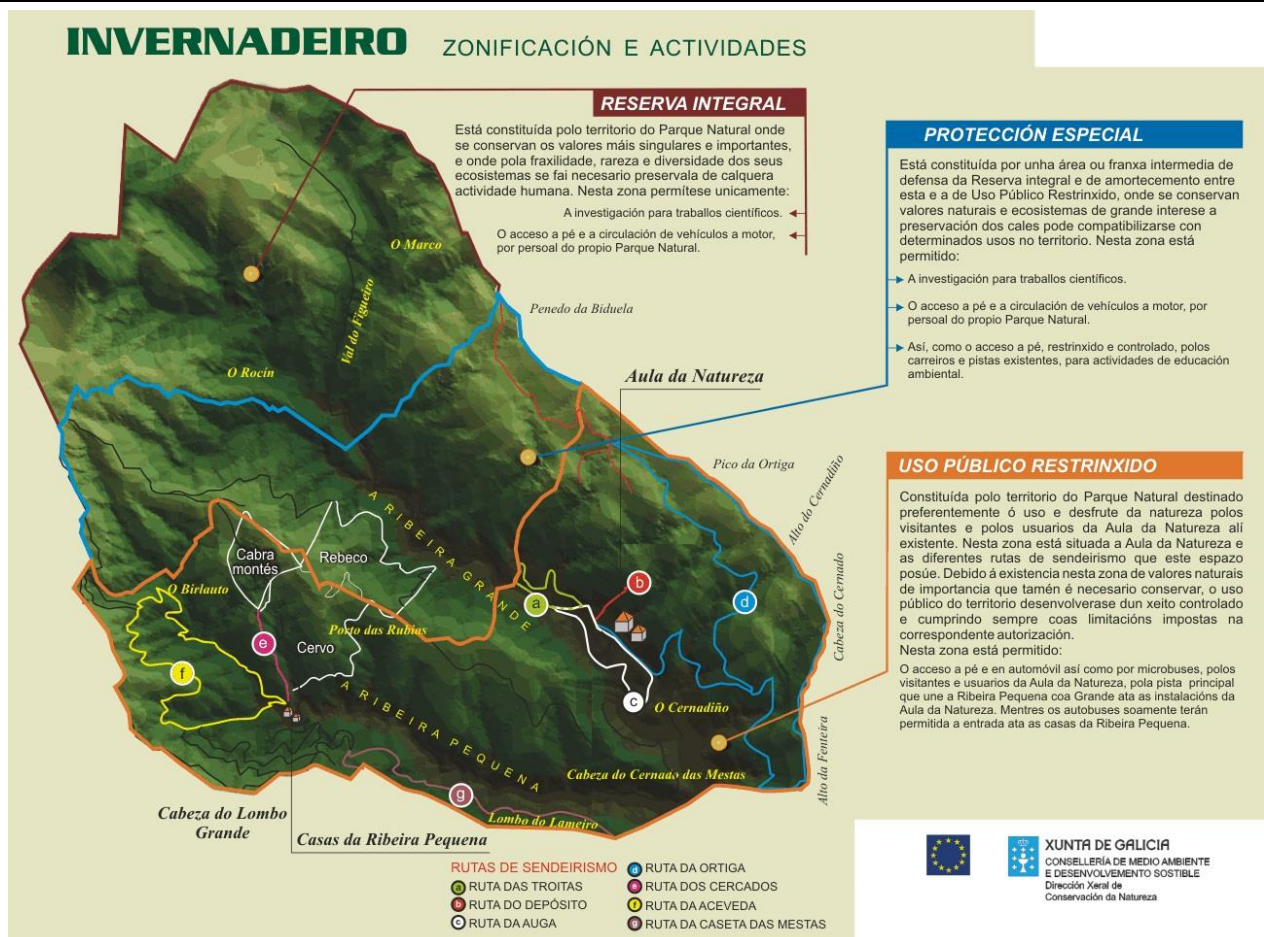 INVERNADEIRO ZONIFICACIÓN E ACTIVIDADES
RESERVA INTEGRAL
Está constituída polo territorio do Parque Natural onde
se conservan os valores máis singulares e importantes,
e onde pola fraxilidade, rareza e diversidade dos seus
ecosistemas se fai necesario preservala de calquera
actividade humana. Nesta zona permítese unicamente:
A investigación para traballos científicos.
O acceso a pé e a circulación de vehículos a motor,
por persoal do propio Parque Natural.
PROTECCIÓN ESPECIAL
Está constituída por unha área ou franxa intermedia de
defensa da Reserva integral e de amortecemento entre
esta e a de Uso Público Restrinxido, onde se conservan
valores naturais e ecosistemas de grande interese a
preservación dos cales pode compatibilizarse con
determinados usos no territorio. Nesta zona está
permitido:
A investigación para traballos científicos.
O acceso a pé e a circulación de vehículos a motor, por
persoal do propio Parque Natural.
Así, como o acceso a pé, restrinxido e controlado, polos
carreiros e pistas existentes, para actividades de educación
ambiental.
USO PÚBLICO RESTRINXIDO
Constituída polo territorio do Parque Natural destinado
preferentemente ó uso e desfrute da natureza polos
visitantes e polos usuarios da Aula da Natureza alí
existente. Nesta zona está situada a Aula da Natureza e
as diferentes rutas de sendeirismo que este espazo
posúe. Debido á existencia nesta zona de valores naturais
de importancia que tamén é necesario conservar, o uso
público do territorio desenvolverase dun xeito controlado
e cumprindo sempre coas limitacións impostas na
correspondente autorización.
Nesta zona está permitido:
O acceso a pé e en automóvil así como por microbuses, polos
visitantes e usuarios da Aula da Natureza, pola pista principal
que une a Ribeira Pequena coa Grande ata as instalacións da
Aula da Natureza. Mentres os autobuses soamente terán
permitida a entrada ata as casas da Ribeira Pequena.
O Marco
Val do Figueiro
O Rocín
Penedo da Biduela
Aula da Natureza
Pico da Ortiga
Alto do Cernadiño
Cabeza do Cernado
Alto da Fenteira
A RIBEIRA GRANDE
Cabra
montés
Rebeco
O Birlauto
Porto das Rubias
Cervo
A RIBEIRA PEQUENA
O Cernadiño
Cabeza do Cernado das Mestas
Lombo do Lameiro
a
b
c
d
e
f
g
Cabeza do Lombo
Grande
Casas da Ribeira Pequena
RUTAS DE SENDEIRISMO
a RUTA DAS TROITAS
b RUTA DO DEPÓSITO
c RUTA DA AUGA
d RUTA DA ORTIGA
e RUTA DOS CERCADOS
f RUTA DA ACEVEDA
g RUTA DA CASETA DAS MESTAS
XUNTA DE GALICIA
CONSELLERÍA DE MEDIO AMBIENTE
E DESENVOLVEMENTO SOSTIBLE
Dirección Xeral de
Conservación da Natureza